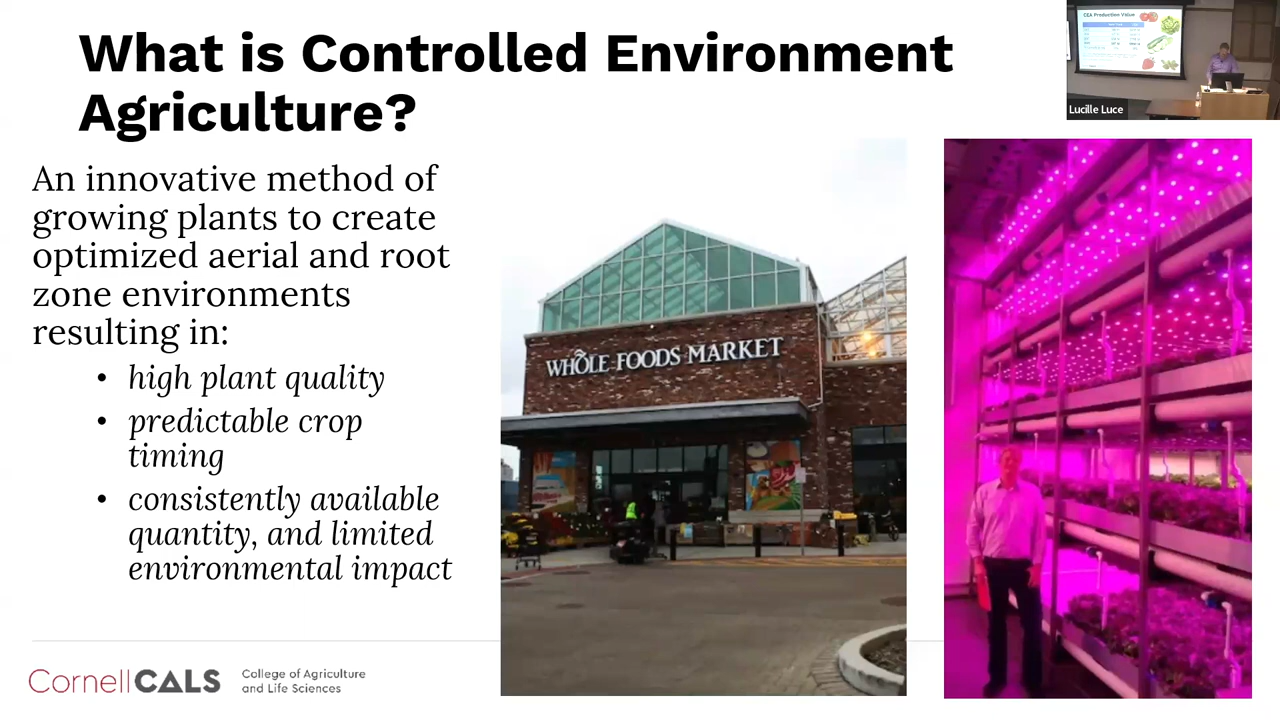 What is Controlled Environment
Agriculture?
CEA Production Value
Lucille Luce
An innovative method of
growing plants to create
optimized aerial and root
zone environments
resulting in:
• high plant quality
• predictable crop
timing
• consistently available
quantity, and limited
environmental impact
WHOLE FOODS MARKET
CornellCALS
College of Agriculture
and Life Sciences